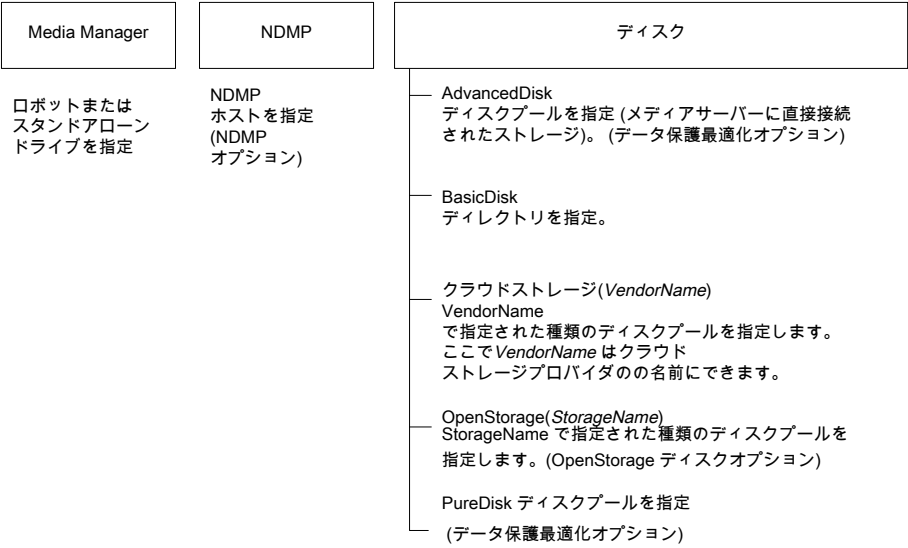 Media Manager
NDMP
ディスク
ロボットまたは
スタンドアローン
ドライブを指定
NDMP
ホストを指定
(NDMP
オプション)
AdvancedDisk
ディスクプールを指定 (メディアサーバーに直接接続
されたストレージ)。 (データ保護最適化オプション)
BasicDisk
ディレクトリを指定。
クラウドストレージ(VendorName)
VendorName
で指定された種類のディスクプールを指定します。
ここでVendorName はクラウド
ストレージプロバイダのの名前にできます。
OpenStorage(StorageName)
StorageName で指定された種類のディスクプールを
指定します。(OpenStorage ディスクオプション)
PureDisk ディスクプールを指定
(データ保護最適化オプション)